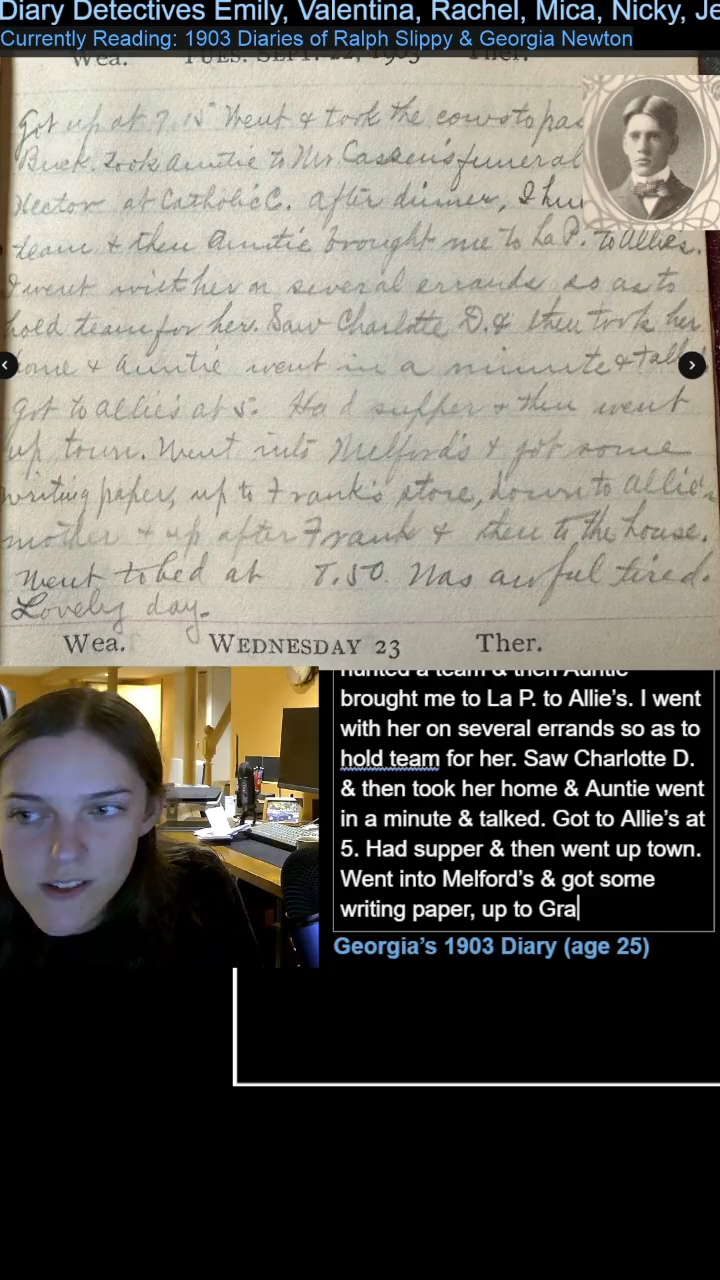 Diary Detectives Emily, Valentina, Rachel, Mica, Nicky, Je
Currently Reading: 1903 Diaries of Ralph Slippy & Georgia Newton
Wea. TUES. SEPT. 22, 1903 Ther.
Got up at 7.15 Went & took the cows to pas
Buck. Took Auntie to Mr. Cassen's funeral
Hector at Catholic C. After dinner, I hun
team & then Auntie brought me to La P. to Allie's.
I went with her on several errands so as to
hold team for her. Saw Charlotte D. & then took her
home & Auntie went in a minute & talk
Got to Allie's at 5. Had supper & then went
up town. Went into Melford's & got some
writing paper, up to Frank's store, down to Allie's
mother & up after Frank & then to the house.
Went to bed at 8.50. Was awful tired.
Lovely day.
Wea. WEDNESDAY 23 Ther.
hunted a team & then Auntie
brought me to La P. to Allie's. I went
with her on several errands so as to
hold team for her. Saw Charlotte D.
& then took her home & Auntie went
in a minute & talked. Got to Allie's at
5. Had supper & then went up town.
Went into Melford's & got some
writing paper, up to Gra
Georgia's 1903 Diary (age 25)